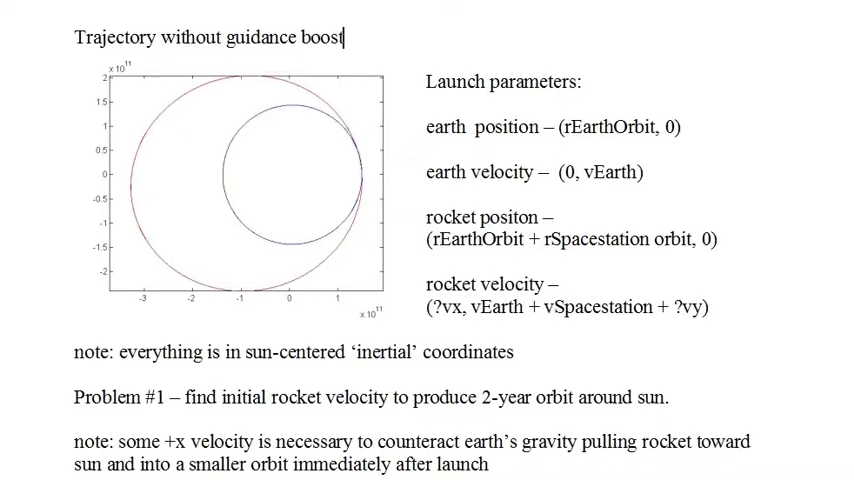 Trajectory without guidance boost
x 10^11
2
1.5
1
0.5
0
-0.5
-1
-1.5
-2
-3 -2 -1 0 1
x 10^11
Launch parameters:
earth position – (rEarthOrbit, 0)
earth velocity – (0, vEarth)
rocket positon –
(rEarthOrbit + rSpacestation orbit, 0)
rocket velocity –
(?vx, vEarth + vSpacestation + ?vy)
note: everything is in sun-centered ‘inertial’ coordinates
Problem #1 – find initial rocket velocity to produce 2-year orbit around sun.
note: some +x velocity is necessary to counteract earth’s gravity pulling rocket toward
sun and into a smaller orbit immediately after launch